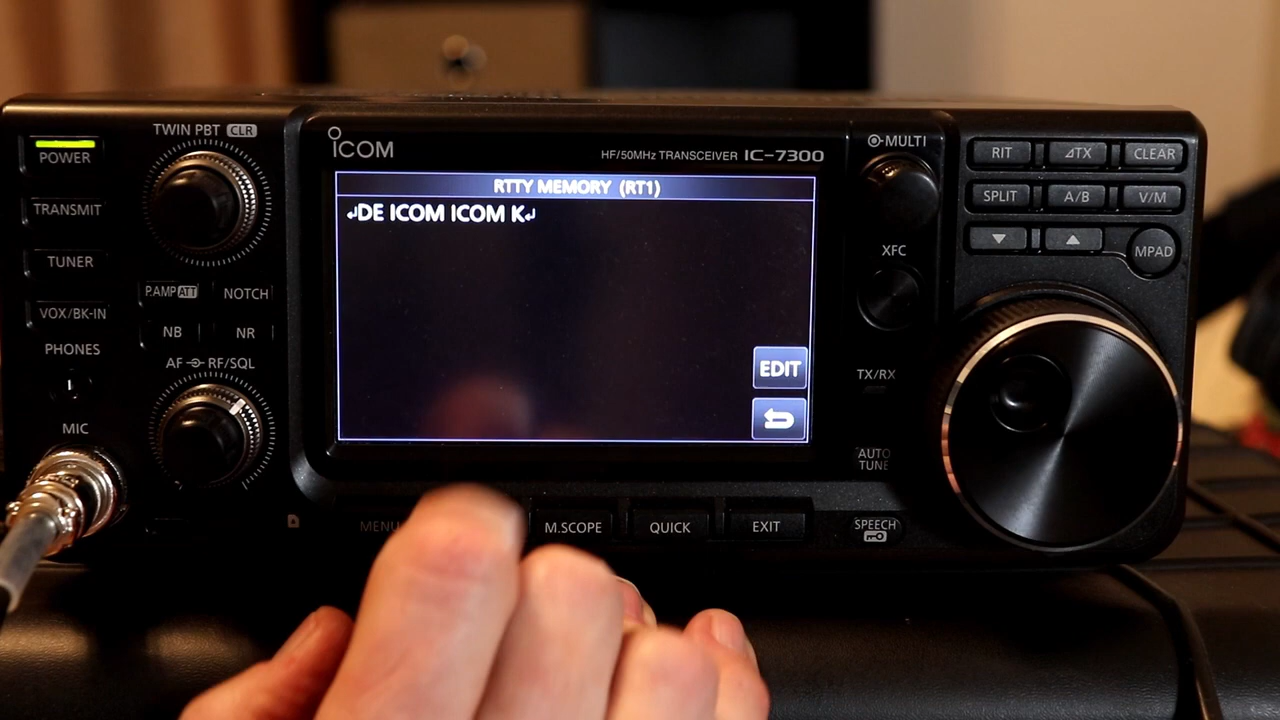 TWIN PBT CLR
POWER
TRANSMIT
TUNER
VOX/BK-IN
PHONES
MIC
P.AMP ATT
NOTCH
NB
NR
AF RF/SQL
ICOM
HF/50MHz TRANSCEIVER IC-7300
RTTY MEMORY (RT1)
↲DE ICOM ICOM K↲
EDIT
MENU
M.SCOPE
QUICK
EXIT
MULTI
XFC
TX/RX
AUTO
TUNE
SPEECH
RIT
⊿TX
CLEAR
SPLIT
A/B
V/M
▼
▲
MPAD